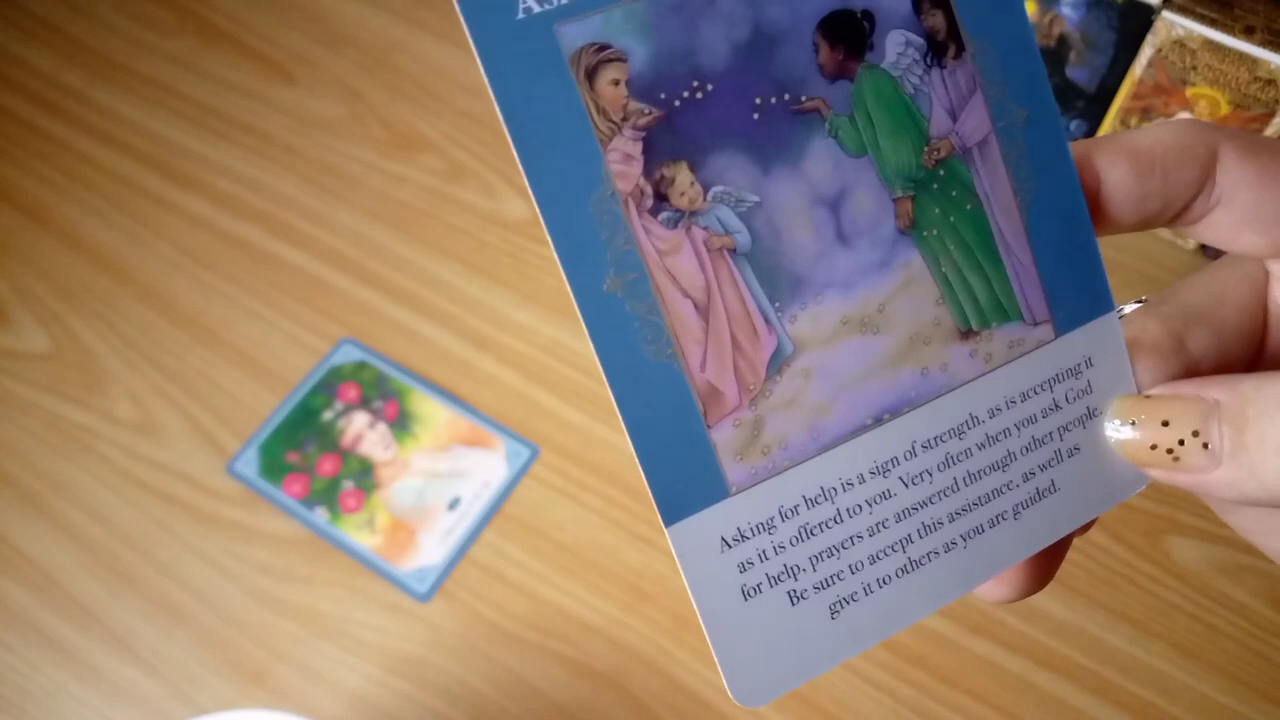 Asking for help is a sign of strength, as is accepting it
as it is offered to you. Very often when you ask God
for help, prayers are answered through other people.
Be sure to accept this assistance, as well as
give it to others as you are guided.